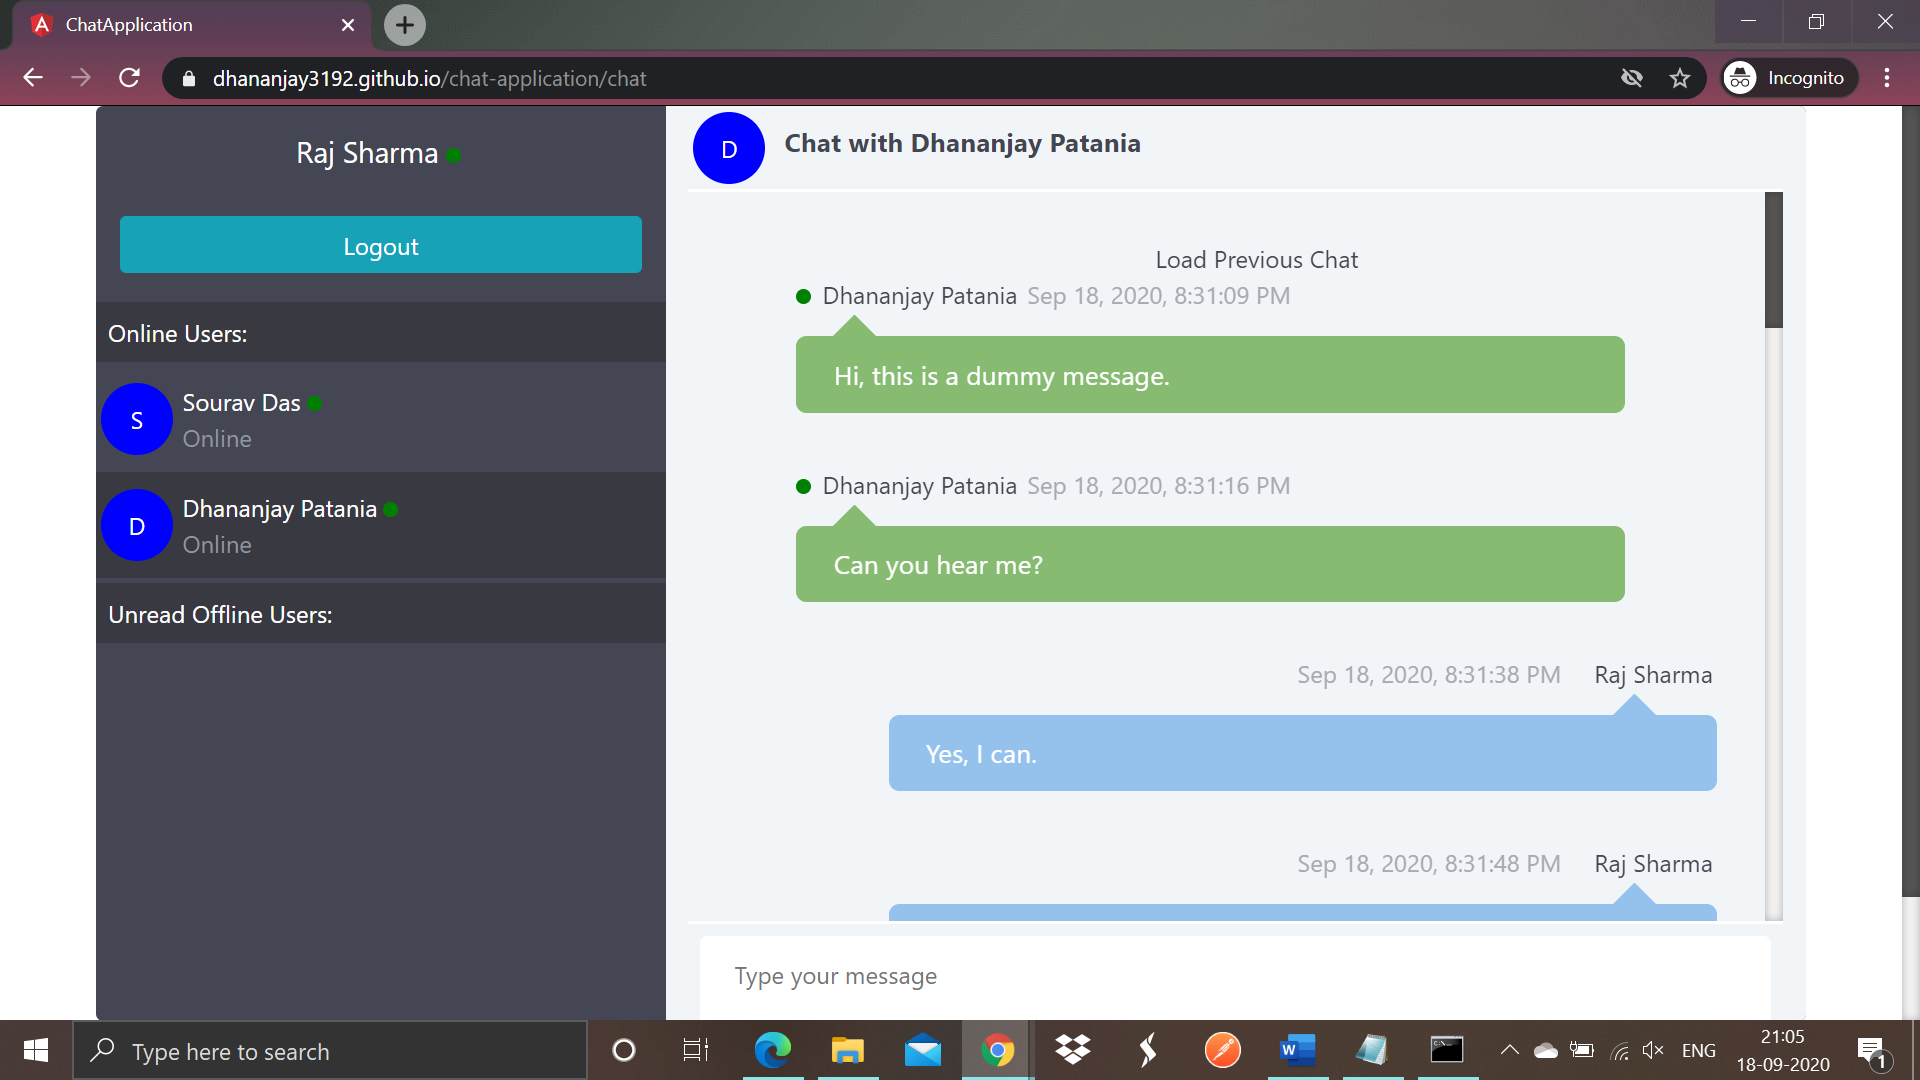 ChatApplication
dhananjay3192.github.io/chat-application/chat
Incognito
Raj Sharma
Logout
Online Users:
S
Sourav Das
Online
D
Dhananjay Patania
Online
Unread Offline Users:
D
Chat with Dhananjay Patania
Load Previous Chat
Dhananjay Patania Sep 18, 2020, 8:31:09 PM
Hi, this is a dummy message.
Dhananjay Patania Sep 18, 2020, 8:31:16 PM
Can you hear me?
Sep 18, 2020, 8:31:38 PM Raj Sharma
Yes, I can.
Sep 18, 2020, 8:31:48 PM Raj Sharma
Type your message
Type here to search
ENG
21:05
18-09-2020
1